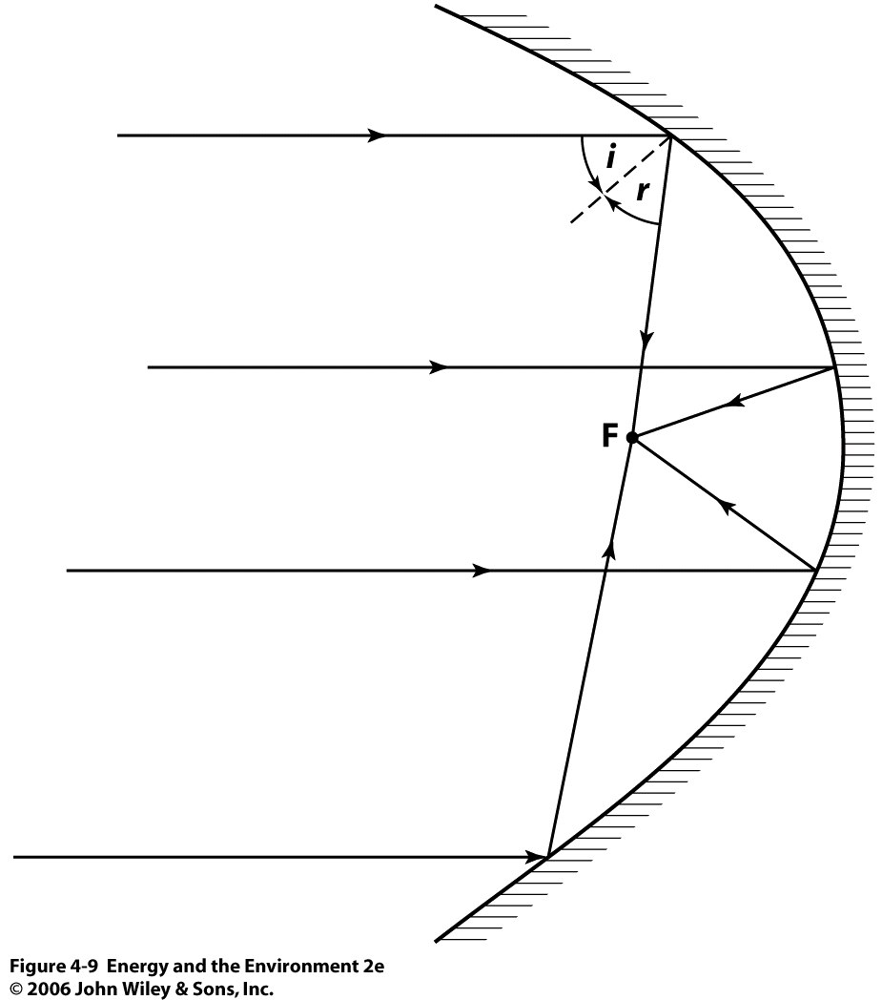 i
r
F
Figure 4-9 Energy and the Environment 2e
© 2006 John Wiley & Sons, Inc.